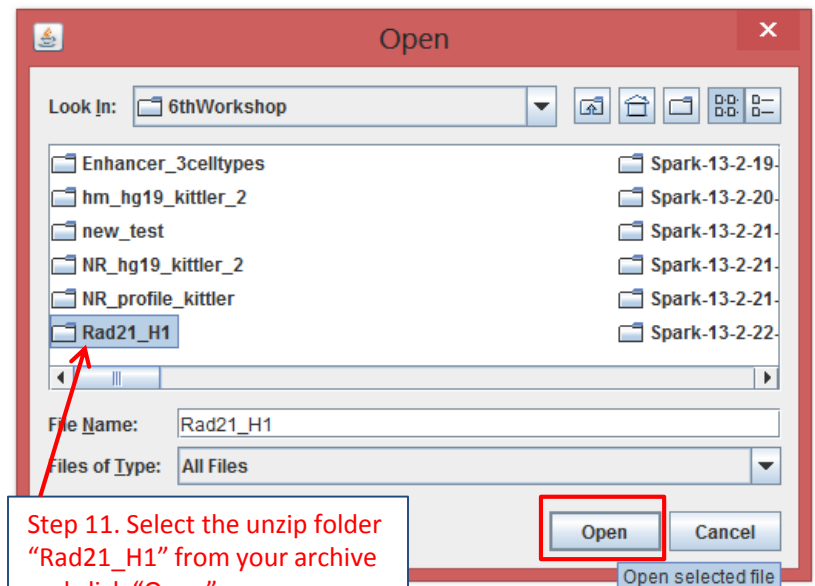 Open
Look In: 6thWorkshop
Enhancer_3celltypes
hm_hg19_kittler_2
new_test
NR_hg19_kittler_2
NR_profile_kittler
Rad21_H1
Spark-13-2-19-
Spark-13-2-20-
Spark-13-2-21-
Spark-13-2-21-
Spark-13-2-21-
Spark-13-2-22-
File Name: Rad21_H1
Files of Type: All Files
Open Cancel
Open selected file
Step 11. Select the unzip folder
“Rad21_H1” from your archive
and click “Open”